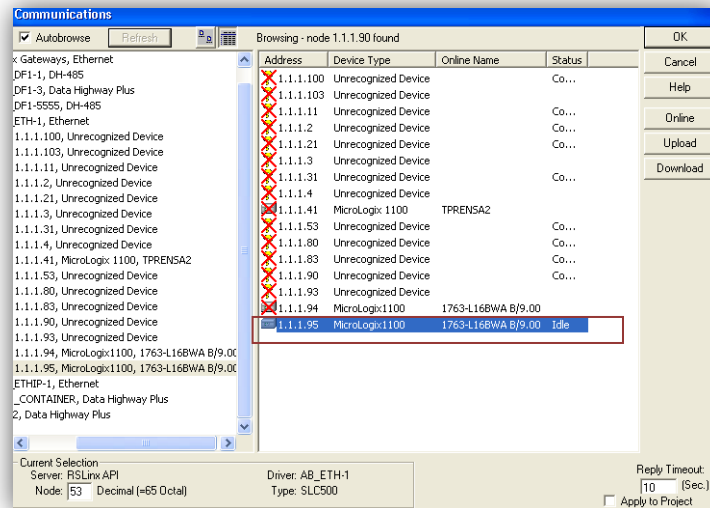 Communications
Autobrowse
Refresh
Browsing - node 1.1.1.90 found
Gateways, Ethernet
_DF1-1, DH-485
_DF1-3, Data Highway Plus
_DF1-5555, DH-485
_ETH-1, Ethernet
1.1.1.100, Unrecognized Device
1.1.1.103, Unrecognized Device
1.1.1.11, Unrecognized Device
1.1.1.2, Unrecognized Device
1.1.1.21, Unrecognized Device
1.1.1.3, Unrecognized Device
1.1.1.31, Unrecognized Device
1.1.1.4, Unrecognized Device
1.1.1.41, MicroLogix 1100, TPRENSA2
1.1.1.53, Unrecognized Device
1.1.1.80, Unrecognized Device
1.1.1.83, Unrecognized Device
1.1.1.90, Unrecognized Device
1.1.1.93, Unrecognized Device
1.1.1.94, MicroLogix1100, 1763-L16BWA B/9.00
1.1.1.95, MicroLogix1100, 1763-L16BWA B/9.00
_ETHIP-1, Ethernet
_CONTAINER, Data Highway Plus
2, Data Highway Plus
Address Device Type Online Name Status
1.1.1.100 Unrecognized Device Co...
1.1.1.103 Unrecognized Device
1.1.1.11 Unrecognized Device Co...
1.1.1.2 Unrecognized Device Co...
1.1.1.21 Unrecognized Device Co...
1.1.1.3 Unrecognized Device
1.1.1.31 Unrecognized Device Co...
1.1.1.4 Unrecognized Device
1.1.1.41 MicroLogix 1100 TPRENSA2
1.1.1.53 Unrecognized Device Co...
1.1.1.80 Unrecognized Device Co...
1.1.1.83 Unrecognized Device Co...
1.1.1.90 Unrecognized Device Co...
1.1.1.93 Unrecognized Device
1.1.1.94 MicroLogix1100 1763-L16BWA B/9.00
1.1.1.95 MicroLogix1100 1763-L16BWA B/9.00 Idle
OK
Cancel
Help
Online
Upload
Download
Current Selection
Server: RSLinx API Driver: AB_ETH-1
Node: 53 Decimal (=65 Octal) Type: SLC500
Reply Timeout:
10 (Sec.)
Apply to Project